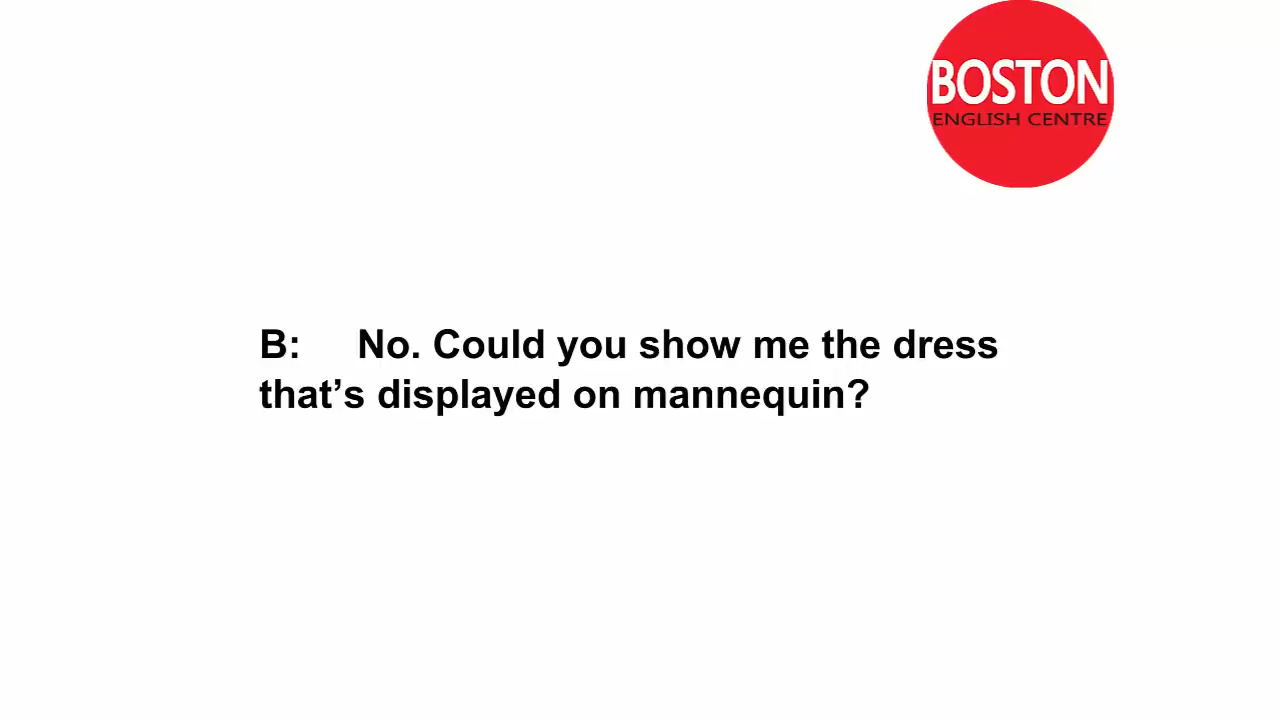 BOSTON
ENGLISH CENTRE
B: No. Could you show me the dress
that’s displayed on mannequin?